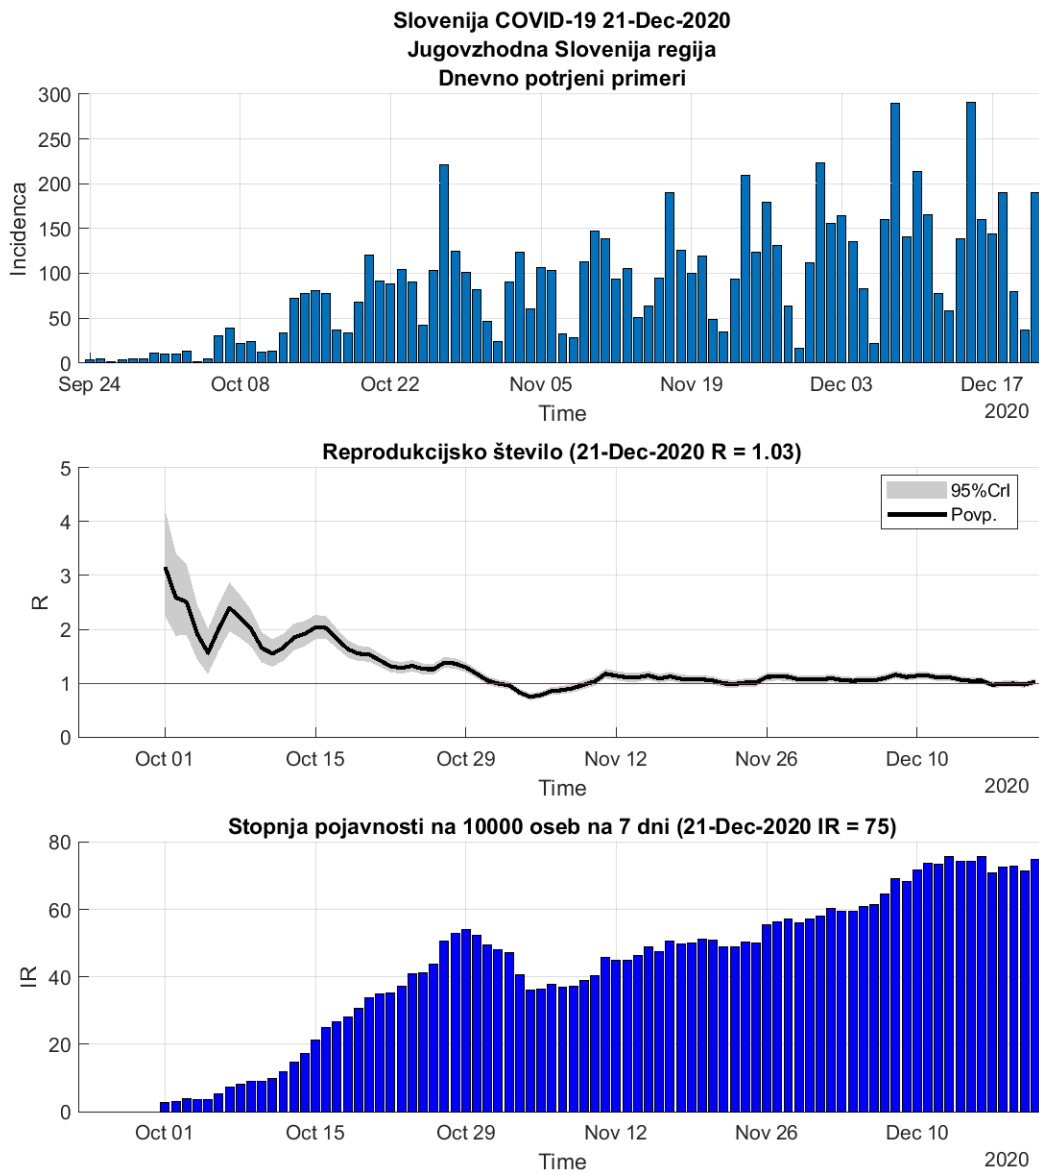 Slovenija COVID-19 21-Dec-2020
Jugovzhodna Slovenija regija
Dnevno potrjeni primeri
300
250
200
150
100
50
0
Incidenca
Sep 24 Oct 08 Oct 22 Nov 05 Nov 19 Dec 03 Dec 17
Time
2020
Reprodukcijsko število (21-Dec-2020 R = 1.03)
5
4
3
2
1
0
R
95%CrI
Povp.
Oct 01 Oct 15 Oct 29 Nov 12 Nov 26 Dec 10
Time
2020
Stopnja pojavnosti na 10000 oseb na 7 dni (21-Dec-2020 IR = 75)
80
60
40
20
0
IR
Oct 01 Oct 15 Oct 29 Nov 12 Nov 26 Dec 10
Time
2020